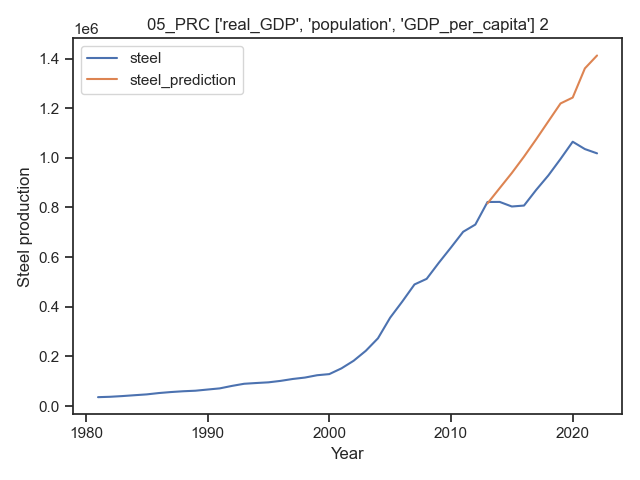 05_PRC ['real_GDP', 'population', 'GDP_per_capita'] 2
1e6
steel
steel_prediction
1.4
1.2
1.0
0.8
0.6
0.4
0.2
0.0
Steel production
1980
1990
2000
2010
2020
Year